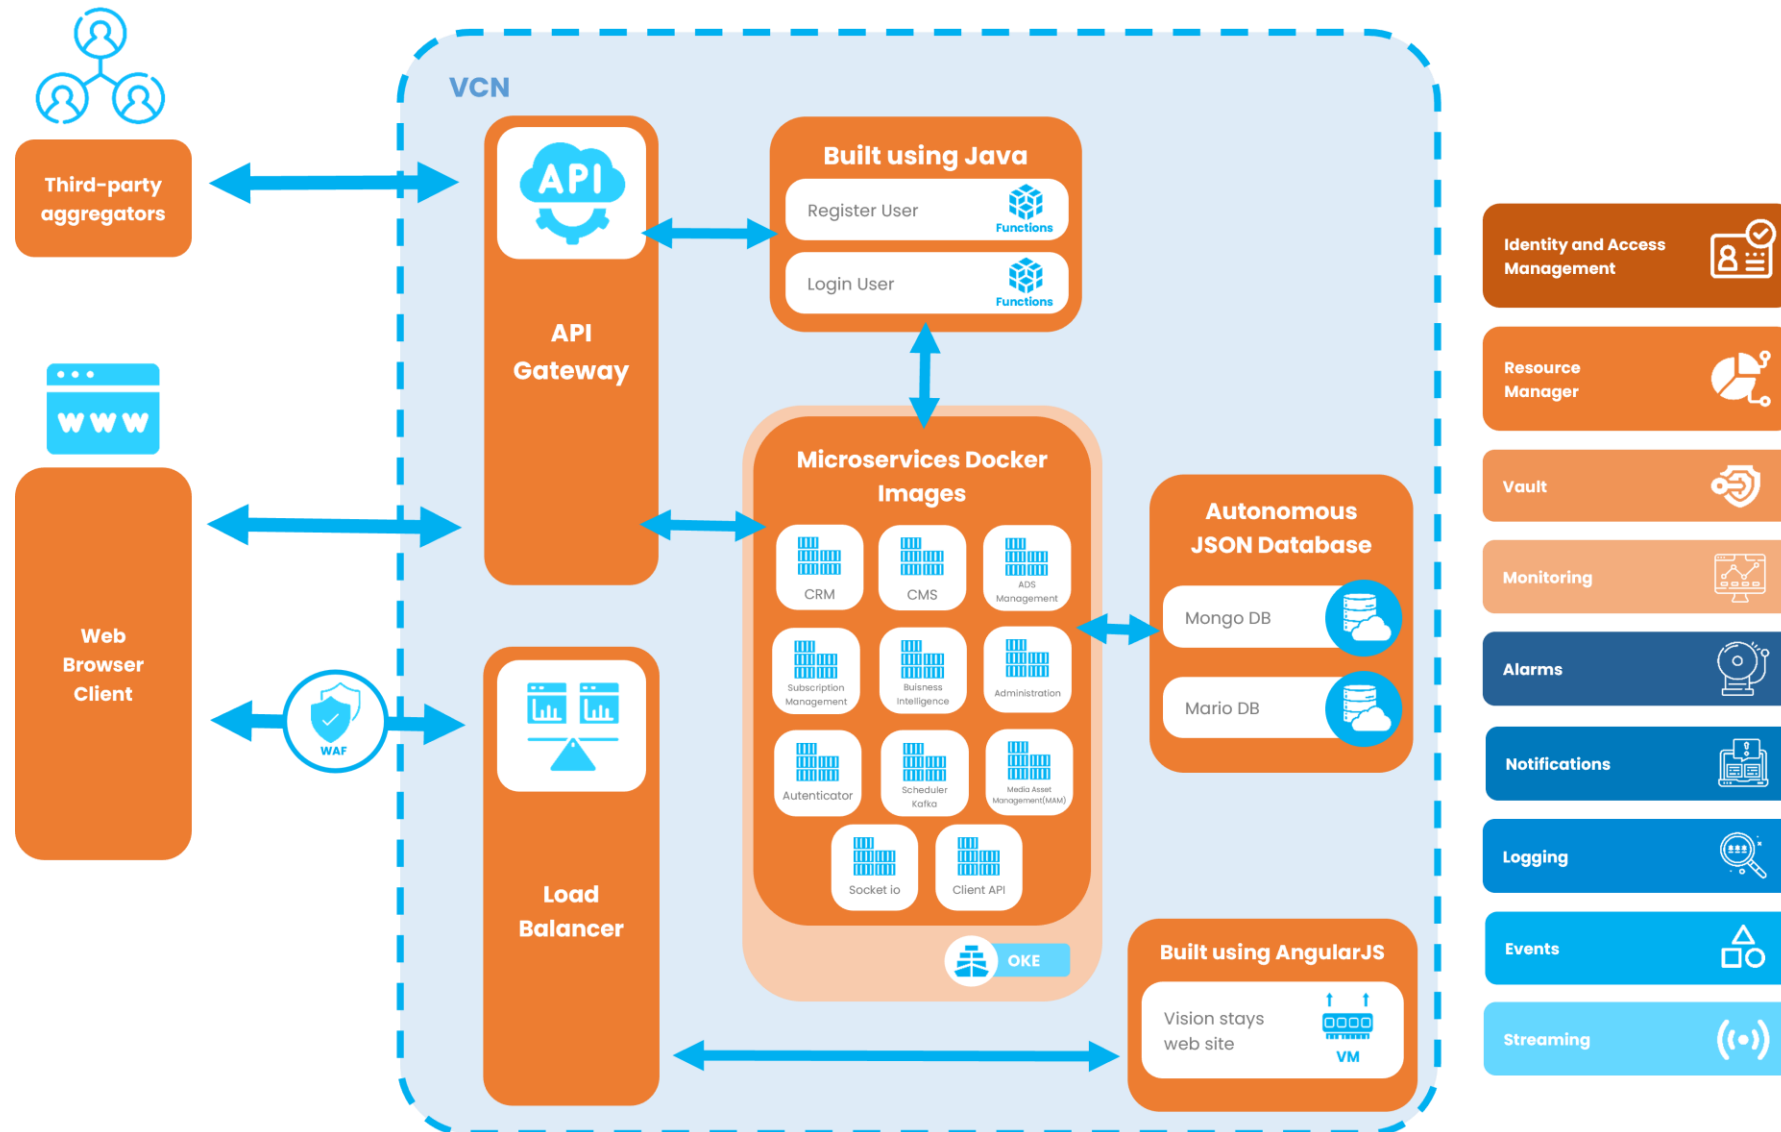 VCN
Third-party
aggregators
WWW
Web
Browser
Client
WAF
API
API
Gateway
Load
Balancer
Built using Java
Register User
Functions
Login User
Functions
Microservices Docker
Images
CRM
CMS
ADS
Management
Subscription
Management
Buisness
Intelligence
Administration
Autenticator
Scheduler
Kafka
Media Asset
Management(MAM)
Socket io
Client API
OKE
Autonomous
JSON Database
Mongo DB
Mario DB
Built using AngularJS
Vision stays
web site
VM
Identity and Access
Management
Resource
Manager
Vault
Monitoring
Alarms
Notifications
Logging
Events
Streaming